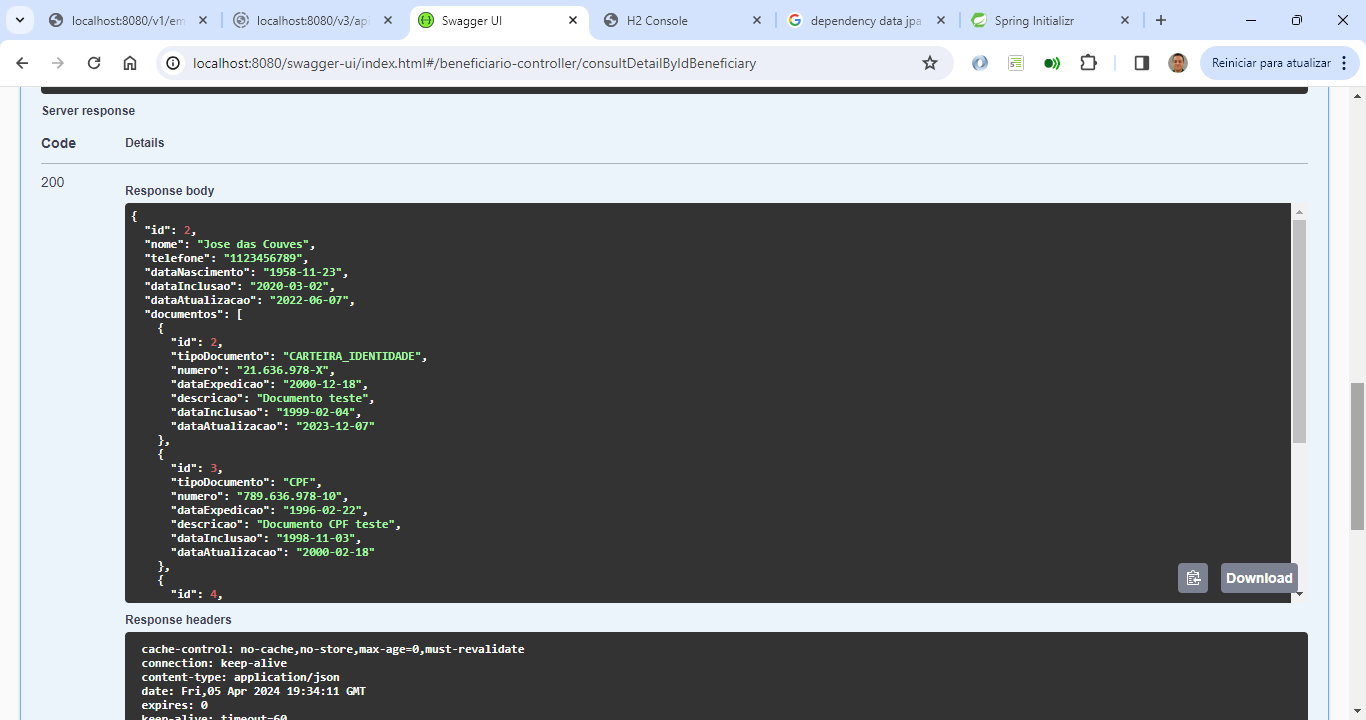 localhost:8080/v1/em
localhost:8080/v3/api
Swagger UI
H2 Console
dependency data jpa
Spring Initializr
localhost:8080/swagger-ui/index.html#/beneficiario-controller/consultDetailByIdBeneficiary
Reiniciar para atualizar
Server response
Code
Details
200
Response body
{
"id": 2,
"nome": "Jose das Couves",
"telefone": "1123456789",
"dataNascimento": "1958-11-23",
"dataInclusao": "2020-03-02",
"dataAtualizacao": "2022-06-07",
"documentos": [
{
"id": 2,
"tipoDocumento": "CARTEIRA_IDENTIDADE",
"numero": "21.636.978-X",
"dataExpedicao": "2000-12-18",
"descricao": "Documento teste",
"dataInclusao": "1999-02-04",
"dataAtualizacao": "2023-12-07"
},
{
"id": 3,
"tipoDocumento": "CPF",
"numero": "789.636.978-10",
"dataExpedicao": "1996-02-22",
"descricao": "Documento CPF teste",
"dataInclusao": "1998-11-03",
"dataAtualizacao": "2000-02-18"
},
{
"id": 4,
Download
Response headers
cache-control: no-cache,no-store,max-age=0,must-revalidate
connection: keep-alive
content-type: application/json
date: Fri,05 Apr 2024 19:34:11 GMT
expires: 0
keep-alive: timeout=60